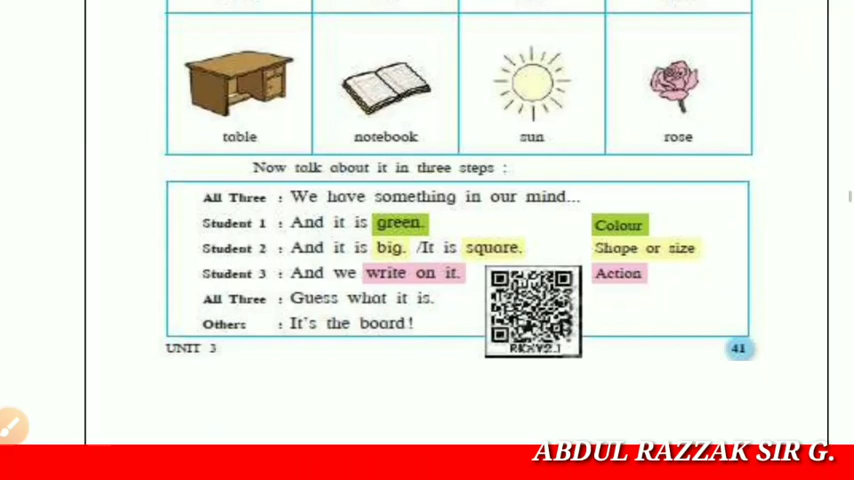 table notebook sun rose
Now talk about it in three steps :
All Three : We have something in our mind...
Student 1 : And it is green. Colour
Student 2 : And it is big. /It is square. Shape or size
Student 3 : And we write on it. Action
All Three : Guess what it is.
Others : It's the board!
UNIT 3 41
ABDUL RAZZAK SIR G.